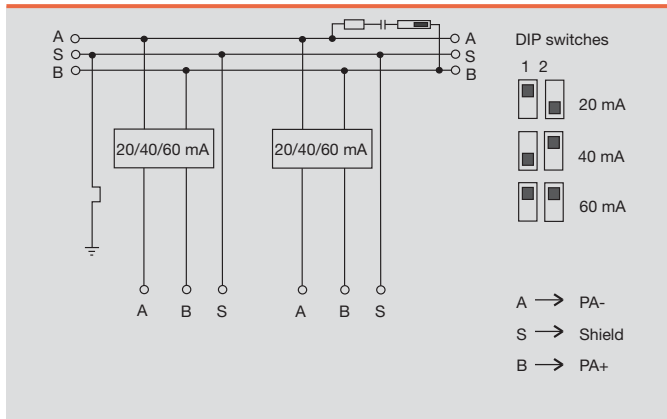 A A
S S
B B
20/40/60 mA 20/40/60 mA
A B S A B S
DIP switches
1 2
20 mA
40 mA
60 mA
A → PA-
S → Shield
B → PA+